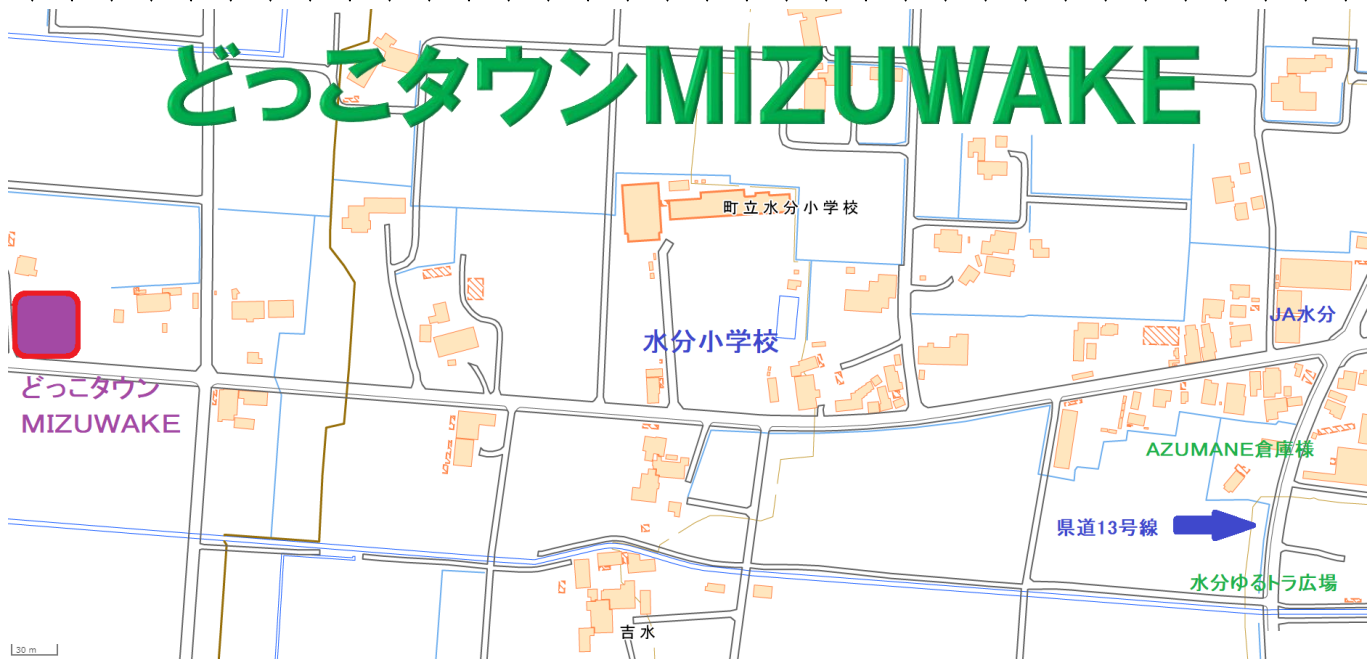 どっこタウンMIZUWAKE
町立水分小学校
JA水分
水分小学校
どっこタウン
MIZUWAKE
AZUMANE倉庫様
県道13号線
水分ゆるトラ広場
吉水
30 m